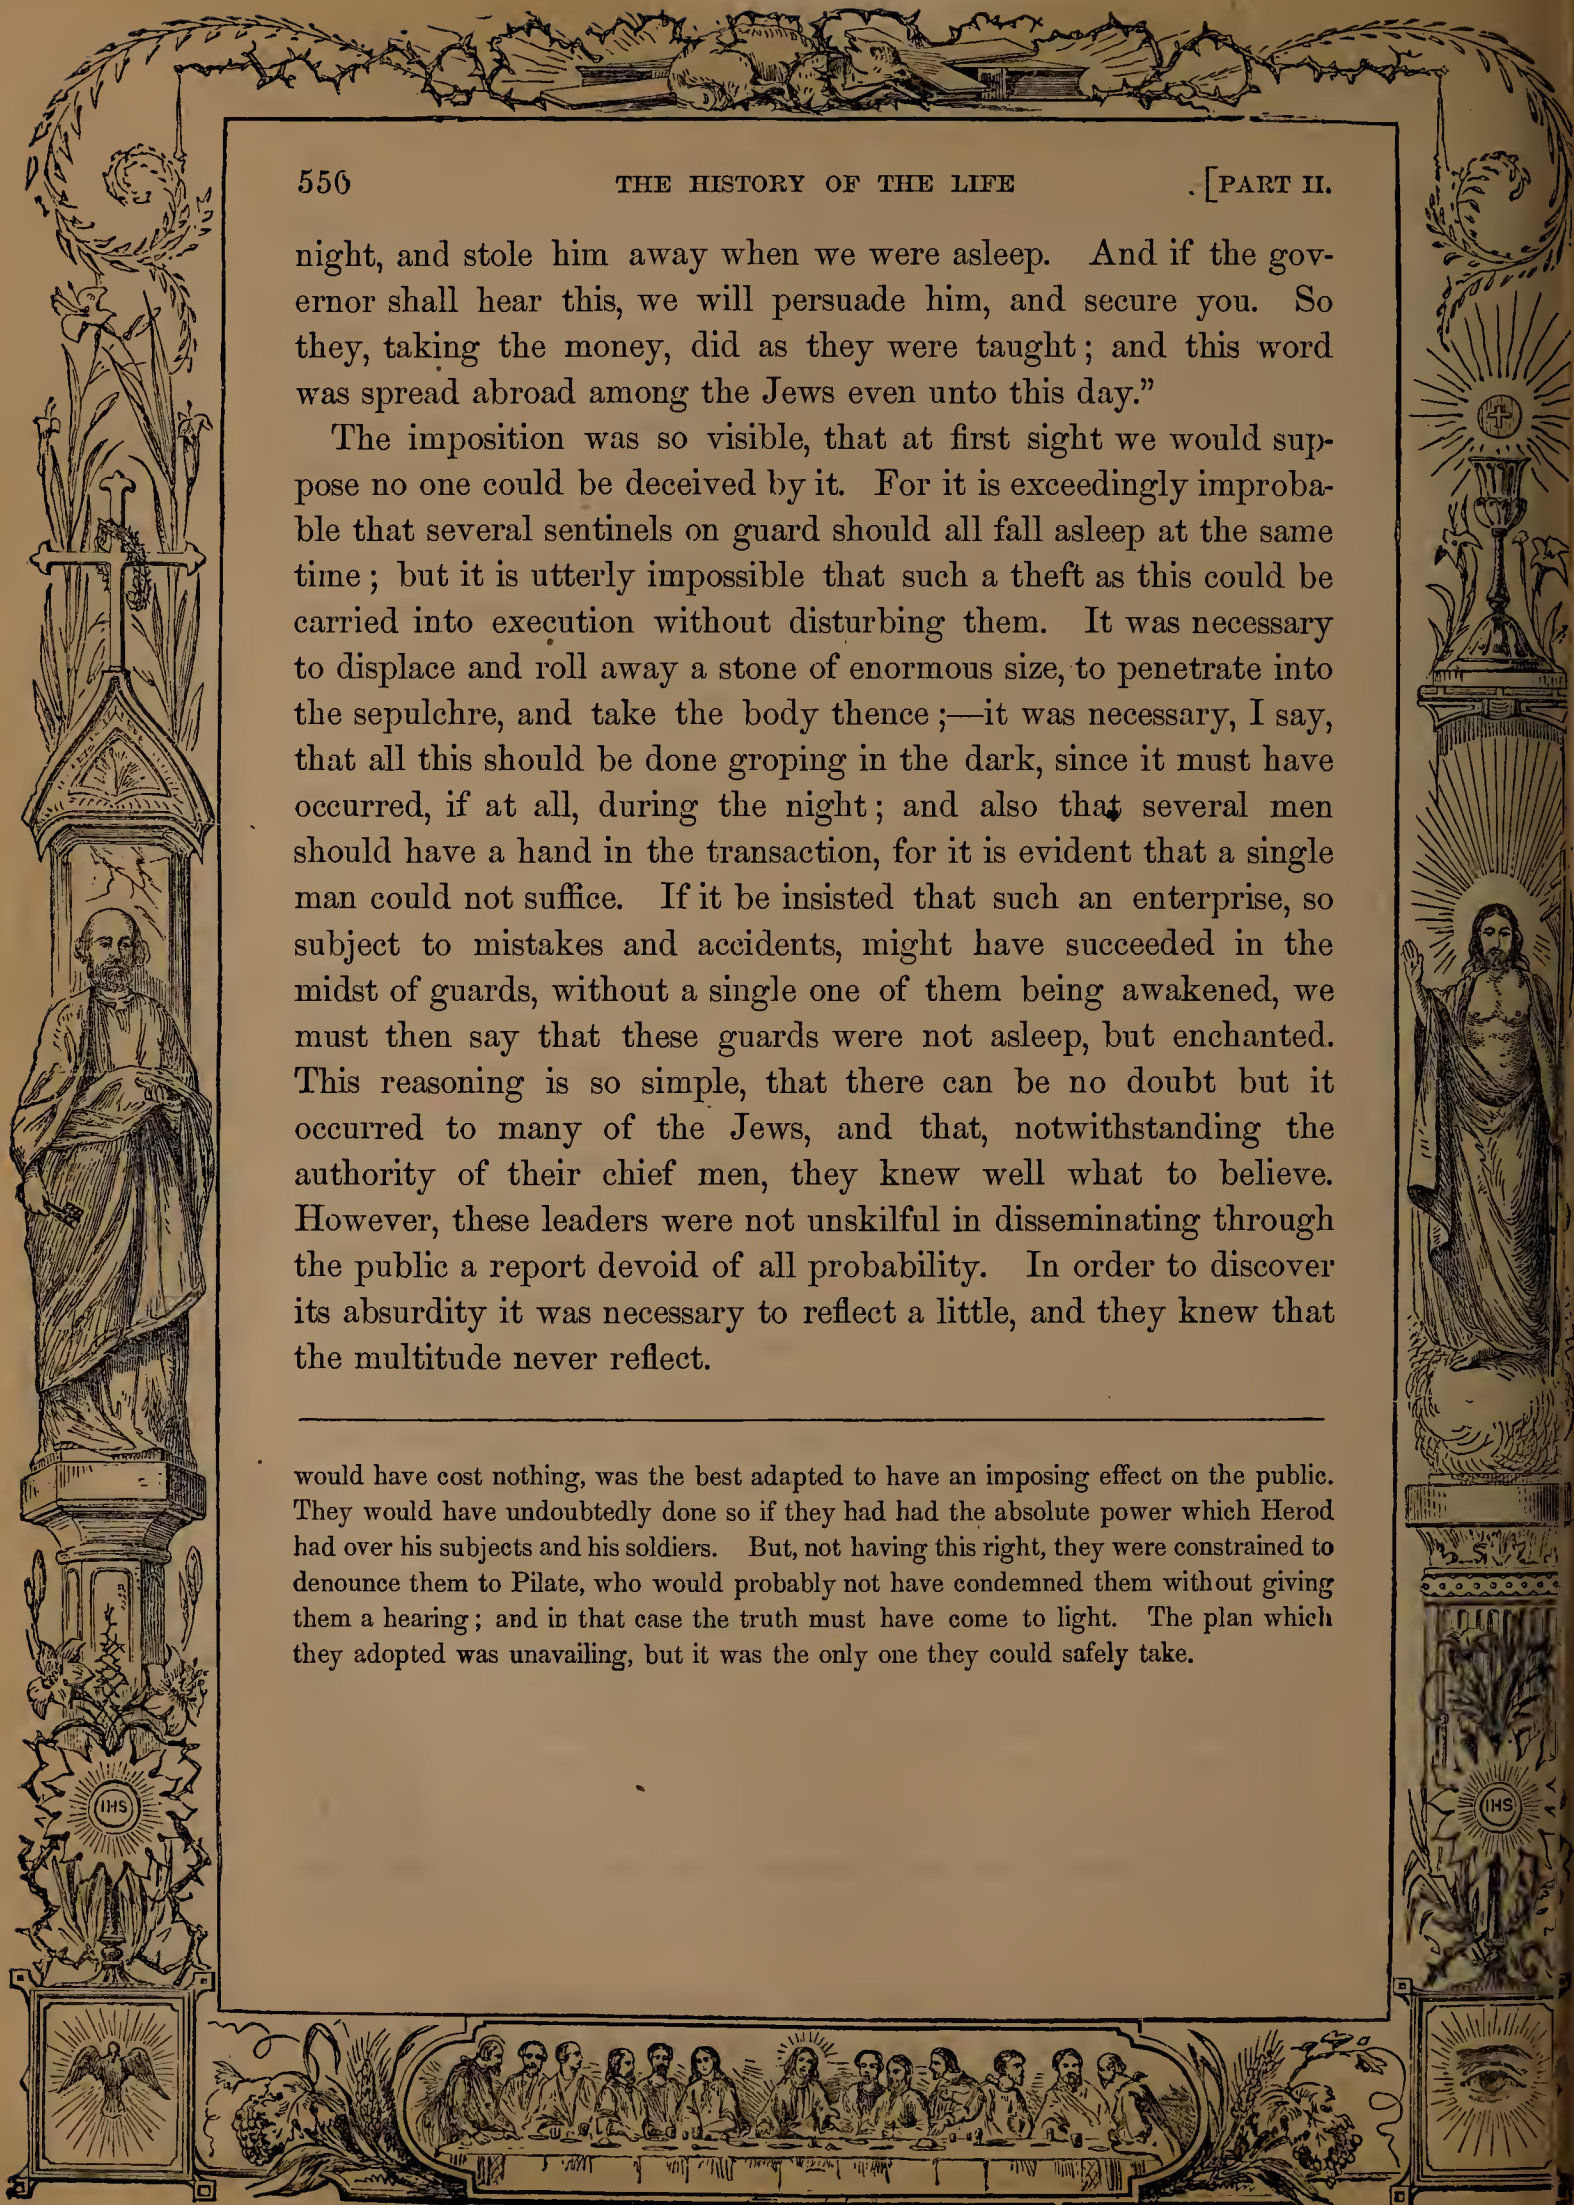 550 THE HISTORY OF THE LIFE . [PART II.
night, and stole him away when we were asleep. And if the gov-
ernor shall hear this, we will persuade him, and secure you. So
they, taking the money, did as they were taught; and this word
was spread abroad among the Jews even unto this day.”
The imposition was so visible, that at first sight we would sup-
pose no one could be deceived by it. For it is exceedingly improba-
ble that several sentinels on guard should all fall asleep at the same
time; but it is utterly impossible that such a theft as this could be
carried into execution without disturbing them. It was necessary
to displace and roll away a stone of enormous size, to penetrate into
the sepulchre, and take the body thence;—it was necessary, I say,
that all this should be done groping in the dark, since it must have
occurred, if at all, during the night; and also that several men
should have a hand in the transaction, for it is evident that a single
man could not suffice. If it be insisted that such an enterprise, so
subject to mistakes and accidents, might have succeeded in the
midst of guards, without a single one of them being awakened, we
must then say that these guards were not asleep, but enchanted.
This reasoning is so simple, that there can be no doubt but it
occurred to many of the Jews, and that, notwithstanding the
authority of their chief men, they knew well what to believe.
However, these leaders were not unskilful in disseminating through
the public a report devoid of all probability. In order to discover
its absurdity it was necessary to reflect a little, and they knew that
the multitude never reflect.
would have cost nothing, was the best adapted to have an imposing effect on the public.
They would have undoubtedly done so if they had had the absolute power which Herod
had over his subjects and his soldiers. But, not having this right, they were constrained to
denounce them to Pilate, who would probably not have condemned them without giving
them a hearing; and in that case the truth must have come to light. The plan which
they adopted was unavailing, but it was the only one they could safely take.
IHS
IHS